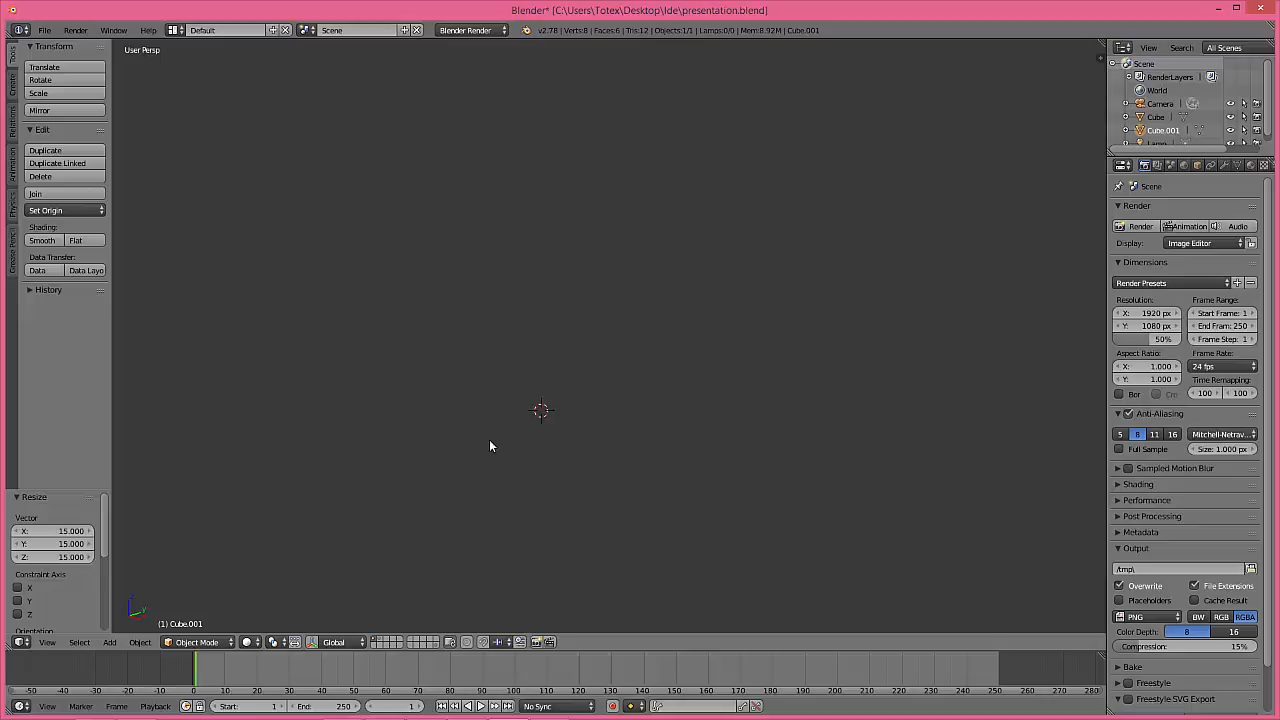 Blender* [C:\Users\Totex\Desktop\Ide\presentation.blend]
File Render Window Help Default Scene Blender Render v2.78 | Verts:8 | Faces:6 | Tris:12 | Objects:1/1 | Lamps:0/0 | Mem:8.92M | Cube.001
Tools
Create
Relations
Animation
Physics
Grease Pencil
Transform
Translate
Rotate
Scale
Mirror
Edit
Duplicate
Duplicate Linked
Delete
Join
Set Origin
Shading:
Smooth Flat
Data Transfer:
Data Data Layo
History
Resize
Vector
X: 15.000
Y: 15.000
Z: 15.000
Constraint Axis
X
Y
Z
Orientation
User Persp
(1) Cube.001
View Select Add Object Object Mode Global
-50 -40 -30 -20 -10 0 10 20 30 40 50 60 70 80 90 100 110 120 130 140 150 160 170 180 190 200 210 220 230 240 250 260 270 280
View Marker Frame Playback Start: 1 End: 250 1 No Sync
View Search All Scenes
Scene
RenderLayers
World
Camera
Cube
Cube.001
Lamp
Scene
Render
Render Animation Audio
Display: Image Editor
Dimensions
Render Presets
Resolution: Frame Range:
X: 1920 px Start Frame: 1
Y: 1080 px End Fram: 250
50% Frame Step: 1
Aspect Ratio: Frame Rate:
X: 1.000 24 fps
Y: 1.000 Time Remapping:
Bor Cro 100 100
Anti-Aliasing
5 8 11 16 Mitchell-Netrav...
Full Sample Size: 1.000 px
Sampled Motion Blur
Shading
Performance
Post Processing
Metadata
Output
/tmp\
Overwrite File Extensions
Placeholders Cache Result
PNG BW RGB RGBA
Color Depth: 8 16
Compression: 15%
Bake
Freestyle
Freestyle SVG Export